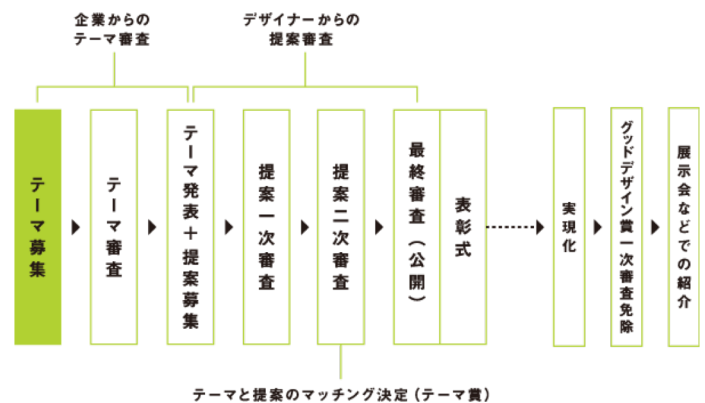 企業からの
テーマ審査
デザイナーからの
提案審査
テーマ募集
テーマ審査
テーマ発表＋提案募集
提案一次審査
提案二次審査
最終審査（公開）
表彰式
実現化
グッドデザイン賞一次審査免除
展示会などでの紹介
テーマと提案のマッチング決定（テーマ賞）